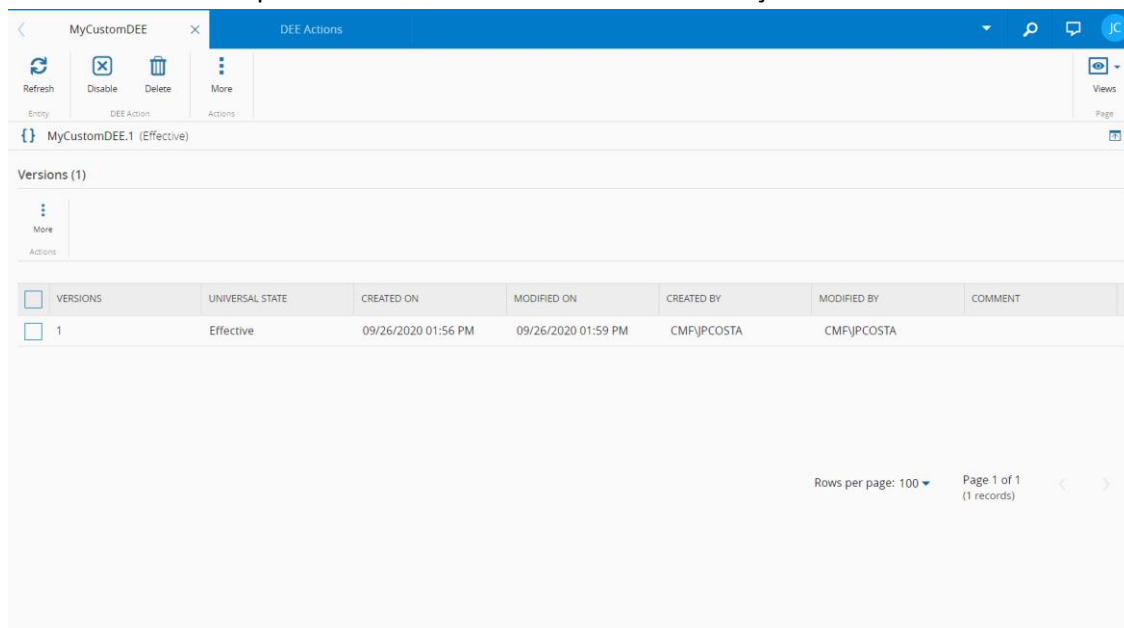 MyCustomDEE
DEE Actions
JC
Refresh Disable Delete More Views
Entity DEE Action Actions Page
{} MyCustomDEE.1 (Effective)
Versions (1)
More
Actions
VERSIONS UNIVERSAL STATE CREATED ON MODIFIED ON CREATED BY MODIFIED BY COMMENT
1 Effective 09/26/2020 01:56 PM 09/26/2020 01:59 PM CMF\JPCOSTA CMF\JPCOSTA
Rows per page: 100 Page 1 of 1
(1 records)